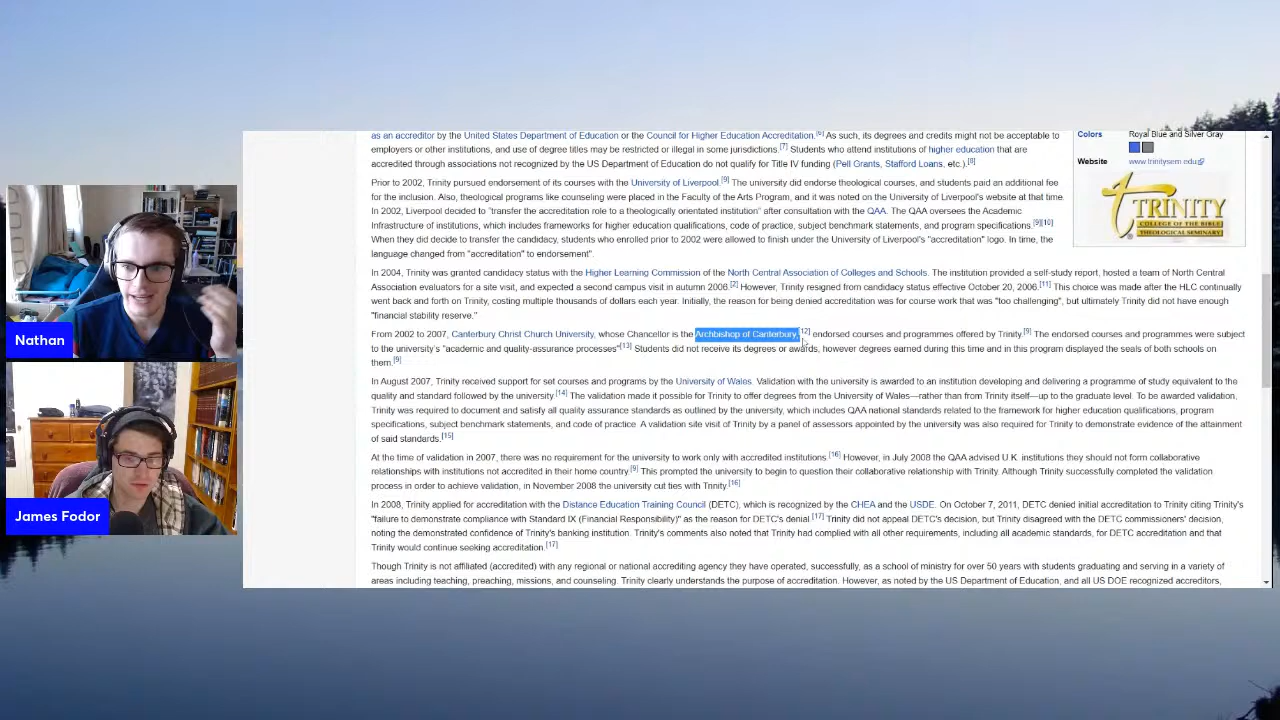 as an accreditor by the United States Department of Education or the Council for Higher Education Accreditation.[6] As such, its degrees and credits might not be acceptable to
employers or other institutions, and use of degree titles may be restricted or illegal in some jurisdictions.[7] Students who attend institutions of higher education that are
accredited through associations not recognized by the US Department of Education do not qualify for Title IV funding (Pell Grants, Stafford Loans, etc.).[8]
Colors Royal Blue and Silver Gray
Website www.trinitysem.edu
TRINITY
COLLEGE OF THE BIBLE
THEOLOGICAL SEMINARY
®
Prior to 2002, Trinity pursued endorsement of its courses with the University of Liverpool.[9] The university did endorse theological courses, and students paid an additional fee
for the inclusion. Also, theological programs like counseling were placed in the Faculty of the Arts Program, and it was noted on the University of Liverpool's website at that time.
In 2002, Liverpool decided to "transfer the accreditation role to a theologically orientated institution" after consultation with the QAA. The QAA oversees the Academic
Infrastructure of institutions, which includes frameworks for higher education qualifications, code of practice, subject benchmark statements, and program specifications.[9][10]
When they did decide to transfer the candidacy, students who enrolled prior to 2002 were allowed to finish under the University of Liverpool's "accreditation" logo. In time, the
language changed from "accreditation" to endorsement".
In 2004, Trinity was granted candidacy status with the Higher Learning Commission of the North Central Association of Colleges and Schools. The institution provided a self-study report, hosted a team of North Central
Association evaluators for a site visit, and expected a second campus visit in autumn 2006.[2] However, Trinity resigned from candidacy status effective October 20, 2006.[11] This choice was made after the HLC continually
went back and forth on Trinity, costing multiple thousands of dollars each year. Initially, the reason for being denied accreditation was for course work that was "too challenging", but ultimately Trinity did not have enough
"financial stability reserve."
From 2002 to 2007, Canterbury Christ Church University, whose Chancellor is the Archbishop of Canterbury,[12] endorsed courses and programmes offered by Trinity.[9] The endorsed courses and programmes were subject
to the university's "academic and quality-assurance processes"[13] Students did not receive its degrees or awards, however degrees earned during this time and in this program displayed the seals of both schools on
them.[9]
In August 2007, Trinity received support for set courses and programs by the University of Wales. Validation with the university is awarded to an institution developing and delivering a programme of study equivalent to the
quality and standard followed by the university.[14] The validation made it possible for Trinity to offer degrees from the University of Wales—rather than from Trinity itself—up to the graduate level. To be awarded validation,
Trinity was required to document and satisfy all quality assurance standards as outlined by the university, which includes QAA national standards related to the framework for higher education qualifications, program
specifications, subject benchmark statements, and code of practice. A validation site visit of Trinity by a panel of assessors appointed by the university was also required for Trinity to demonstrate evidence of the attainment
of said standards.[15]
At the time of validation in 2007, there was no requirement for the university to work only with accredited institutions.[16] However, in July 2008 the QAA advised U.K. institutions they should not form collaborative
relationships with institutions not accredited in their home country.[9] This prompted the university to begin to question their collaborative relationship with Trinity. Although Trinity successfully completed the validation
process in order to achieve validation, in November 2008 the university cut ties with Trinity.[16]
In 2008, Trinity applied for accreditation with the Distance Education Training Council (DETC), which is recognized by the CHEA and the USDE. On October 7, 2011, DETC denied initial accreditation to Trinity citing Trinity's
"failure to demonstrate compliance with Standard IX (Financial Responsibility)" as the reason for DETC's denial.[17] Trinity did not appeal DETC's decision, but Trinity disagreed with the DETC commissioners' decision,
noting the demonstrated confidence of Trinity's banking institution. Trinity's comments also noted that Trinity had complied with all other requirements, including all academic standards, for DETC accreditation and that
Trinity would continue seeking accreditation.[17]
Though Trinity is not affiliated (accredited) with any regional or national accrediting agency they have operated, successfully, as a school of ministry for over 50 years with students graduating and serving in a variety of
areas including teaching, preaching, missions, and counseling. Trinity clearly understands the purpose of accreditation. However, as noted by the US Department of Education, and all US DOE recognized accreditors,
Nathan
James Fodor